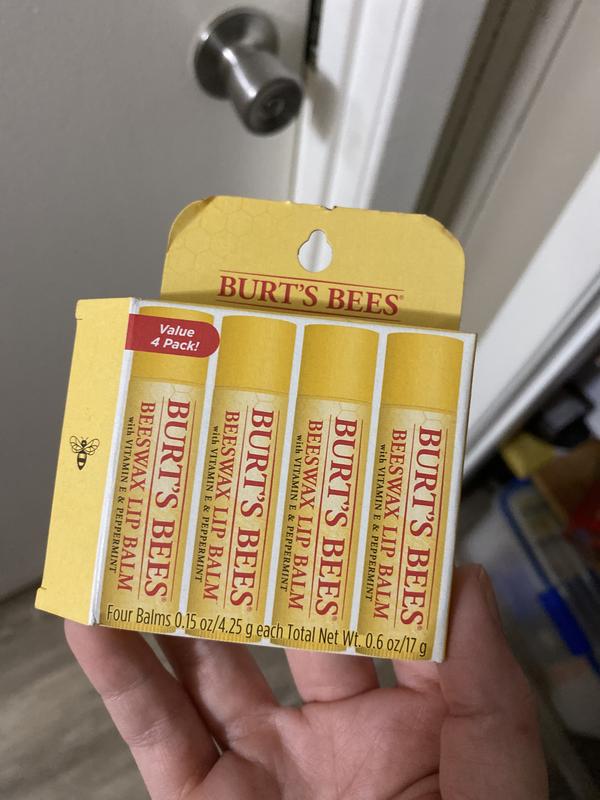 BURT'S BEES®
Value
4 Pack!
BURT'S BEES®
BEESWAX LIP BALM
with VITAMIN E & PEPPERMINT
BURT'S BEES®
BEESWAX LIP BALM
with VITAMIN E & PEPPERMINT
BURT'S BEES®
BEESWAX LIP BALM
with VITAMIN E & PEPPERMINT
BURT'S BEES®
BEESWAX LIP BALM
with VITAMIN E & PEPPERMINT
Four Balms 0.15 oz/4.25 g each Total Net Wt. 0.6 oz/17 g